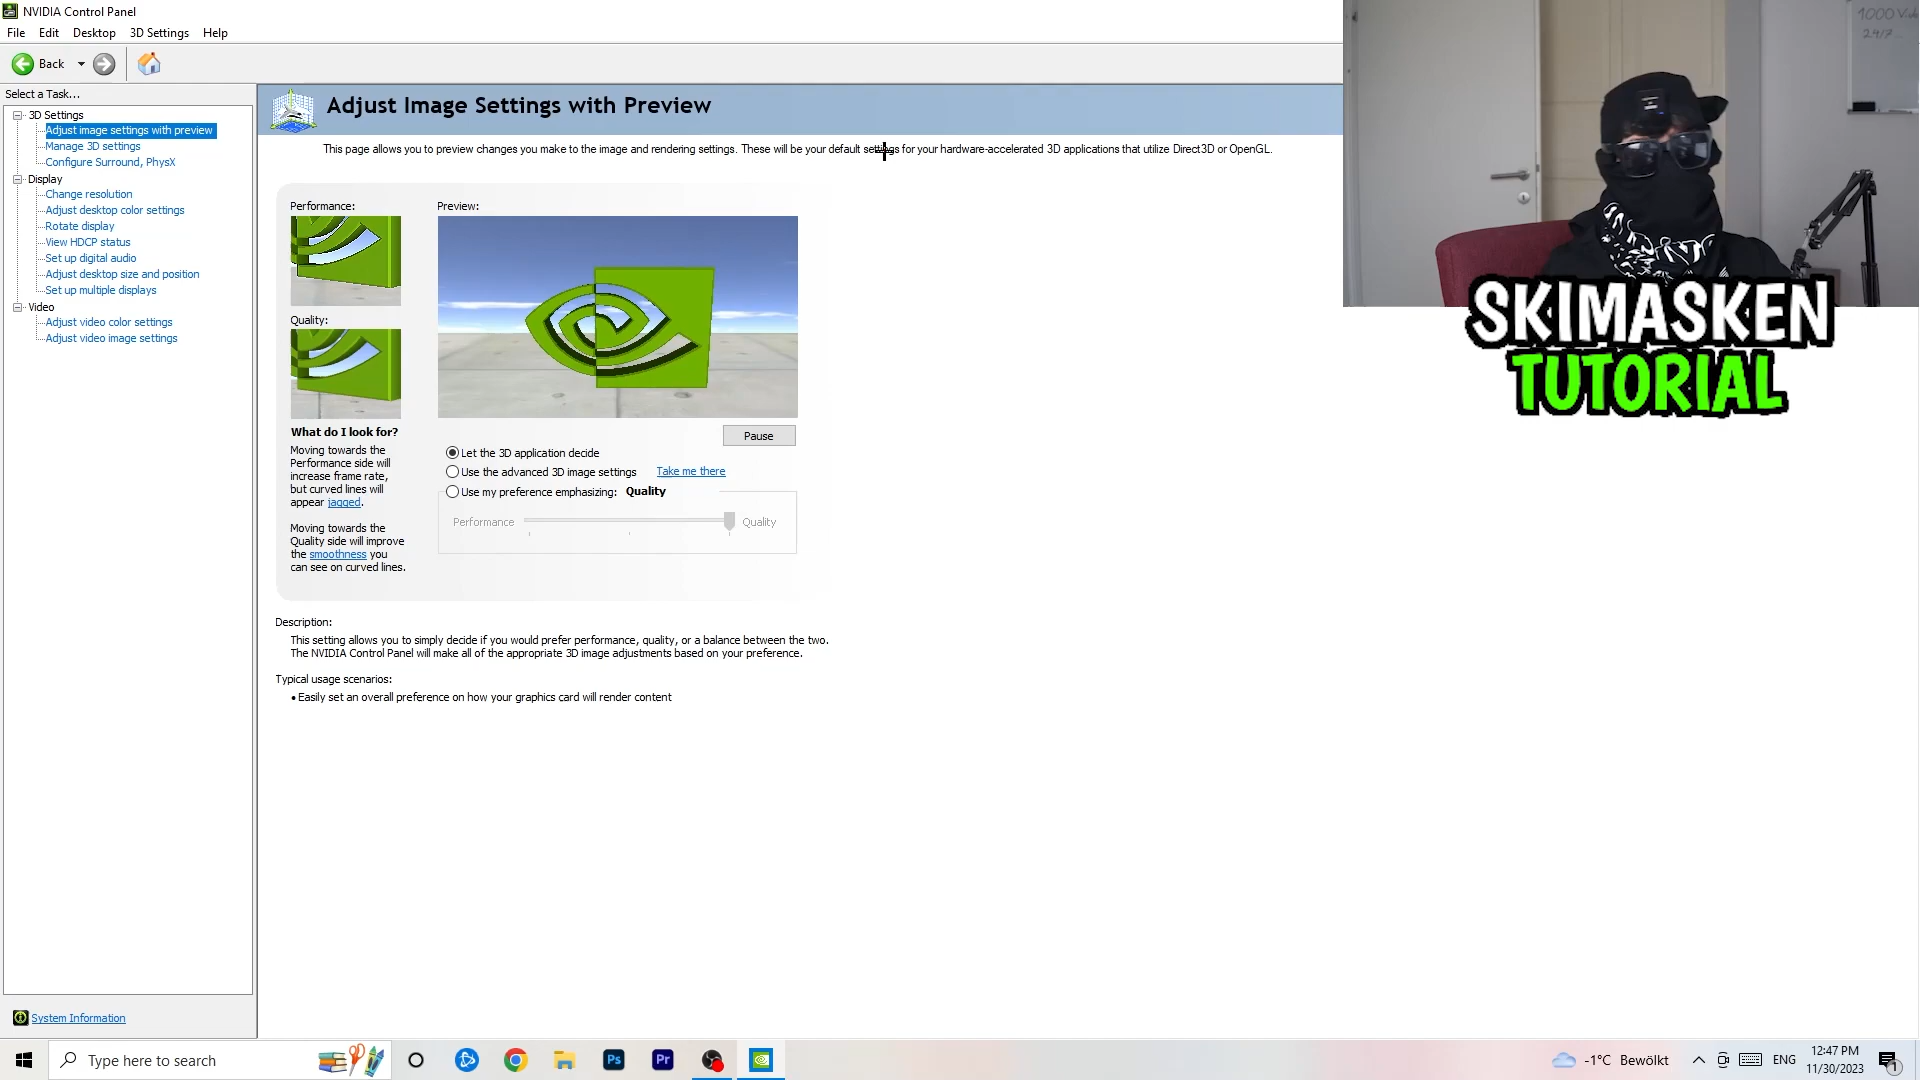 NVIDIA Control Panel
File Edit Desktop 3D Settings Help
Back
Select a Task...
3D Settings
Adjust image settings with preview
Manage 3D settings
Configure Surround, PhysX
Display
Change resolution
Adjust desktop color settings
Rotate display
View HDCP status
Set up digital audio
Adjust desktop size and position
Set up multiple displays
Video
Adjust video color settings
Adjust video image settings
System Information
Adjust Image Settings with Preview
This page allows you to preview changes you make to the image and rendering settings. These will be your default settings for your hardware-accelerated 3D applications that utilize Direct3D or OpenGL.
Performance:
Quality:
What do I look for?
Moving towards the
Performance side will
increase frame rate,
but curved lines will
appear jagged.
Moving towards the
Quality side will improve
the smoothness you
can see on curved lines.
Preview:
Pause
Let the 3D application decide
Use the advanced 3D image settings Take me there
Use my preference emphasizing: Quality
Performance Quality
Description:
This setting allows you to simply decide if you would prefer performance, quality, or a balance between the two.
The NVIDIA Control Panel will make all of the appropriate 3D image adjustments based on your preference.
Typical usage scenarios:
• Easily set an overall preference on how your graphics card will render content
1000
24/7
SKIMASKEN
TUTORIAL
Type here to search
Ps
Pr
-1°C Bewölkt
ENG
12:47 PM
11/30/2023
1